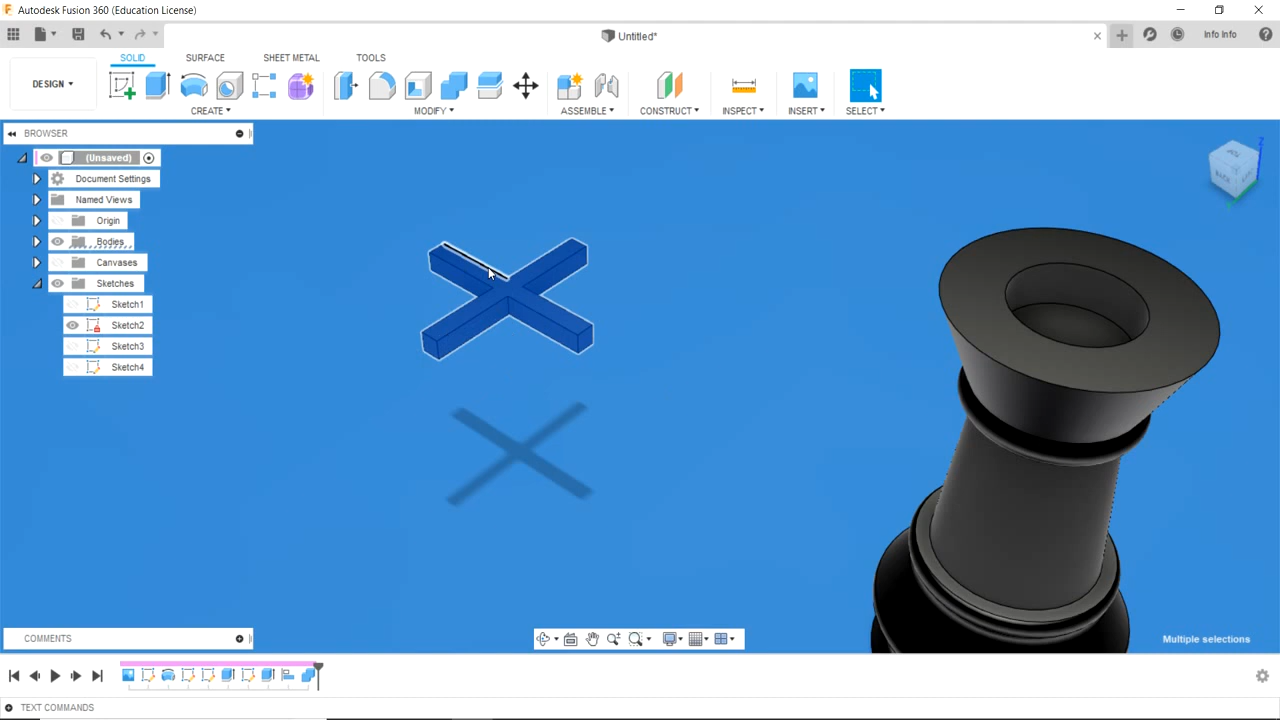 Autodesk Fusion 360 (Education License)
Untitled*
Info Info
SOLID SURFACE SHEET METAL TOOLS
DESIGN
CREATE MODIFY ASSEMBLE CONSTRUCT INSPECT INSERT SELECT
BROWSER
(Unsaved)
Document Settings
Named Views
Origin
Bodies
Canvases
Sketches
Sketch1
Sketch2
Sketch3
Sketch4
COMMENTS
Multiple selections
TEXT COMMANDS